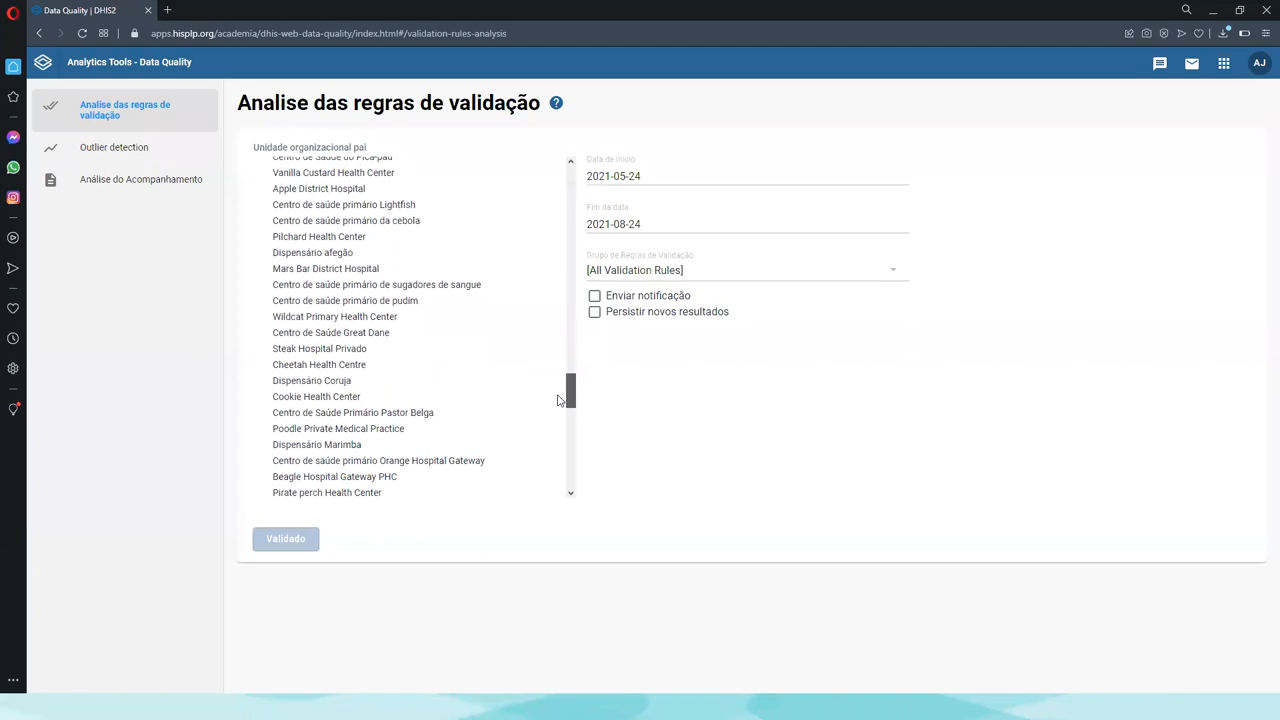 Data Quality | DHIS2
apps.hisplp.org/academia/dhis-web-data-quality/index.html#/validation-rules-analysis
Analytics Tools - Data Quality
AJ
Analise das regras de
validação
Outlier detection
Análise do Acompanhamento
Analise das regras de validação
Unidade organizacional pai
Centro de Saúde do Pica-pau
Vanilla Custard Health Center
Apple District Hospital
Centro de saúde primário Lightfish
Centro de saúde primário da cebola
Pilchard Health Center
Dispensário afegão
Mars Bar District Hospital
Centro de saúde primário de sugadores de sangue
Centro de saúde primário de pudim
Wildcat Primary Health Center
Centro de Saúde Great Dane
Steak Hospital Privado
Cheetah Health Centre
Dispensário Coruja
Cookie Health Center
Centro de Saúde Primário Pastor Belga
Poodle Private Medical Practice
Dispensário Marimba
Centro de saúde primário Orange Hospital Gateway
Beagle Hospital Gateway PHC
Pirate perch Health Center
Data de Inicio
2021-05-24
Fim da data
2021-08-24
Grupo de Regras de Validação
[All Validation Rules]
Enviar notificação
Persistir novos resultados
Validado